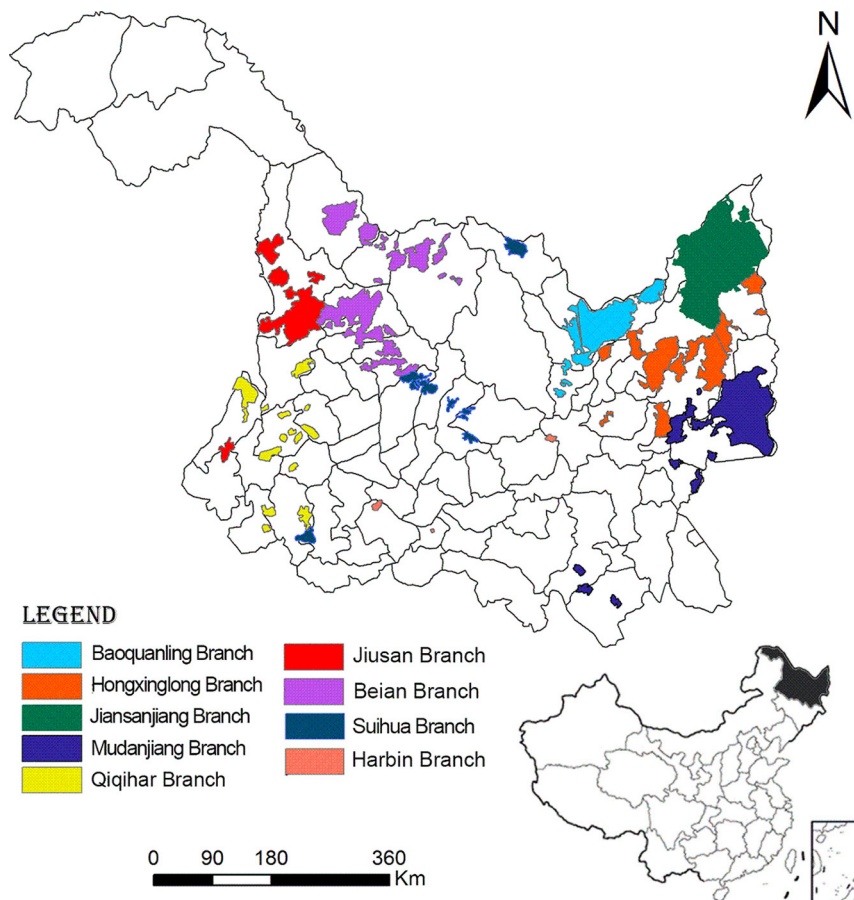 N
LEGEND
Baoquanling Branch
Hongxinglong Branch
Jiansanjiang Branch
Mudanjiang Branch
Qiqihar Branch
Jiusan Branch
Beian Branch
Suihua Branch
Harbin Branch
0 90 180 360
Km